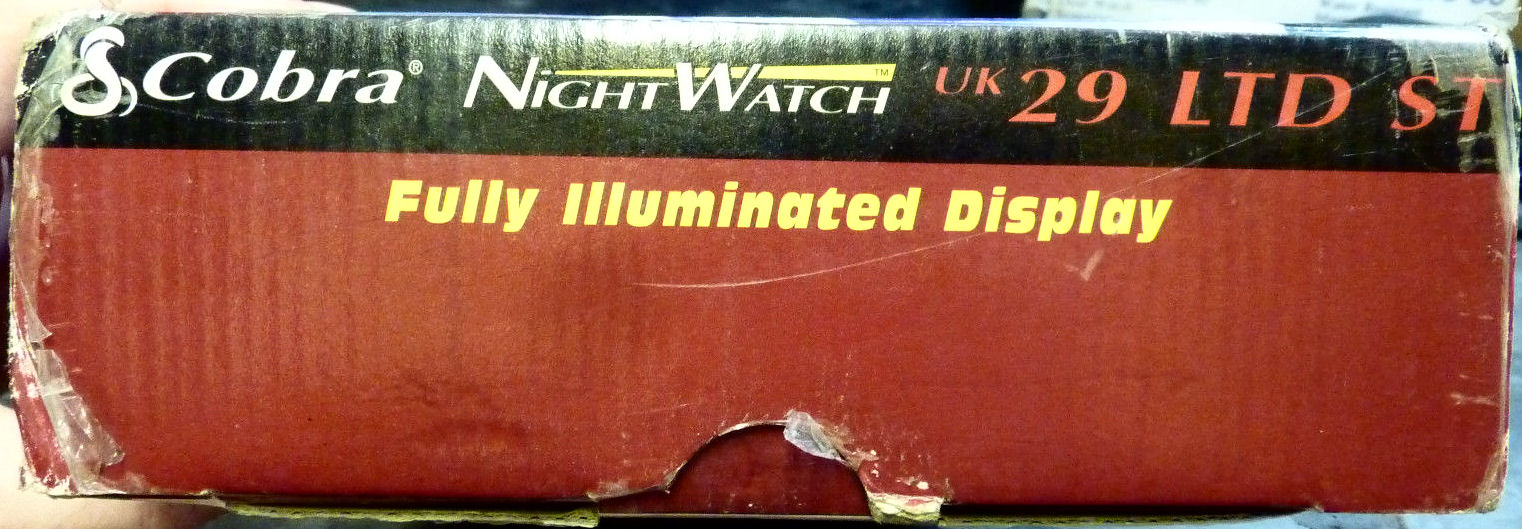 Cobra® NIGHTWATCH™ UK 29 LTD ST
Fully Illuminated Display